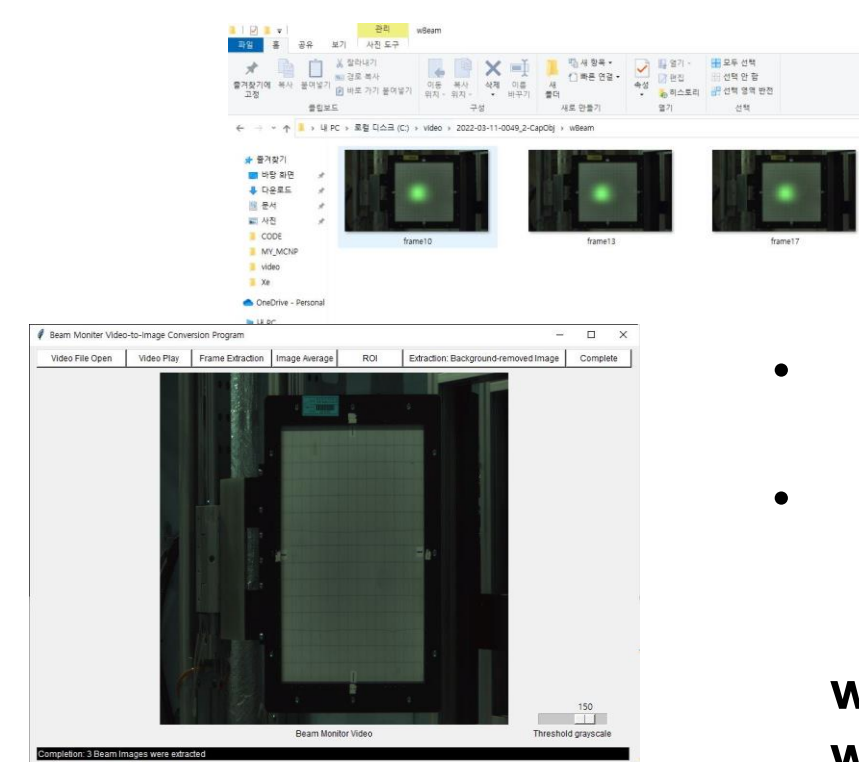 관리
wBeam
파일 홈 공유 보기 사진 도구
즐겨찾기에 고정
복사
붙여넣기
잘라내기
경로 복사
바로 가기 붙여넣기
클립보드
이동 위치
복사 위치
삭제
이름 바꾸기
구성
새 폴더
새 항목
빠른 연결
새로 만들기
속성
열기
편집
히스토리
열기
모두 선택
선택 안 함
선택 영역 반전
선택
내 PC > 로컬 디스크 (C:) > video > 2022-03-11-0049_2-CapObj > wBeam
즐겨찾기
바탕 화면
다운로드
문서
사진
CODE
MY_MCNP
video
Xe
OneDrive - Personal
내 PC
frame10
frame13
frame17
Beam Moniter Video-to-Image Conversion Program
Video File Open
Video Play
Frame Extraction
Image Average
ROI
Extraction: Background-removed Image
Complete
150
Beam Monitor Video
Threshold grayscale
Completion: 3 Beam Images were extracted
•
•
w
w